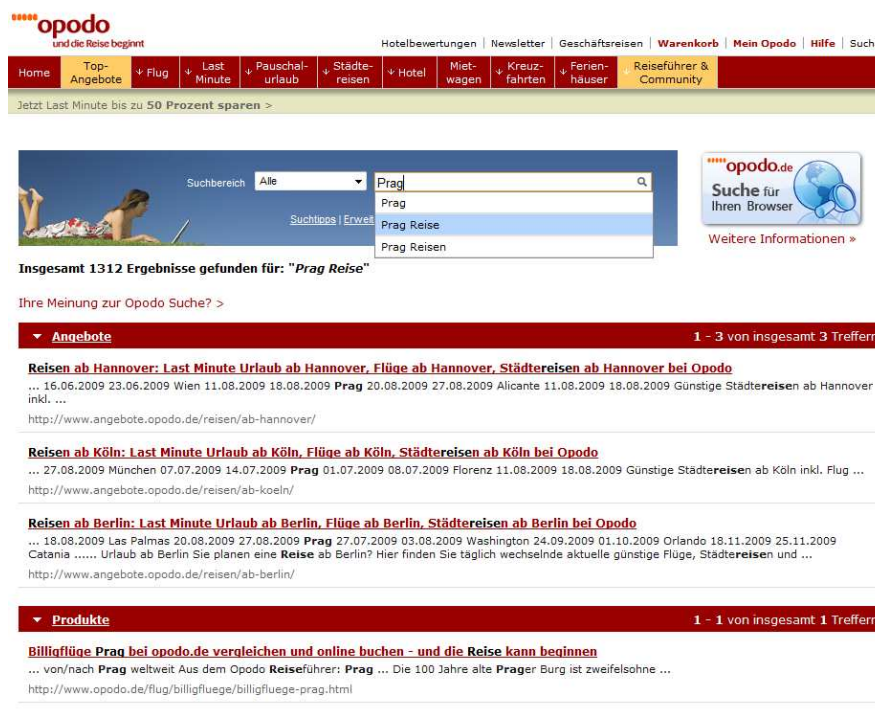 opodo
und die Reise beginnt
Hotelbewertungen | Newsletter | Geschäftsreisen | Warenkorb | Mein Opodo | Hilfe | Such
Home Top-Angebote Flug Last Minute Pauschal-urlaub Städte-reisen Hotel Miet-wagen Kreuz-fahrten Ferien-häuser Reiseführer & Community
Jetzt Last Minute bis zu 50 Prozent sparen >
Suchbereich Alle Prag
Prag
Suchtipps | Erweit
Prag Reise
Prag Reisen
opodo.de
Suche für
Ihren Browser
Weitere Informationen »
Insgesamt 1312 Ergebnisse gefunden für: "Prag Reise"
Ihre Meinung zur Opodo Suche? >
Angebote 1 - 3 von insgesamt 3 Treffern
Reisen ab Hannover: Last Minute Urlaub ab Hannover, Flüge ab Hannover, Städtereisen ab Hannover bei Opodo
... 16.06.2009 23.06.2009 Wien 11.08.2009 18.08.2009 Prag 20.08.2009 27.08.2009 Alicante 11.08.2009 18.08.2009 Günstige Städtereisen ab Hannover
inkl. ...
http://www.angebote.opodo.de/reisen/ab-hannover/
Reisen ab Köln: Last Minute Urlaub ab Köln, Flüge ab Köln, Städtereisen ab Köln bei Opodo
... 27.08.2009 München 07.07.2009 14.07.2009 Prag 01.07.2009 08.07.2009 Florenz 11.08.2009 18.08.2009 Günstige Städtereisen ab Köln inkl. Flug ...
http://www.angebote.opodo.de/reisen/ab-koeln/
Reisen ab Berlin: Last Minute Urlaub ab Berlin, Flüge ab Berlin, Städtereisen ab Berlin bei Opodo
... 18.08.2009 Las Palmas 20.08.2009 27.08.2009 Prag 27.07.2009 03.08.2009 Washington 24.09.2009 01.10.2009 Orlando 18.11.2009 25.11.2009
Catania ...... Urlaub ab Berlin Sie planen eine Reise ab Berlin? Hier finden Sie täglich wechselnde aktuelle günstige Flüge, Städtereisen und ...
http://www.angebote.opodo.de/reisen/ab-berlin/
Produkte 1 - 1 von insgesamt 1 Treffern
Billigflüge Prag bei opodo.de vergleichen und online buchen - und die Reise kann beginnen
... von/nach Prag weltweit Aus dem Opodo Reiseführer: Prag ... Die 100 Jahre alte Prager Burg ist zweifelsohne ...
http://www.opodo.de/flug/billigfluege/billigfluege-prag.html